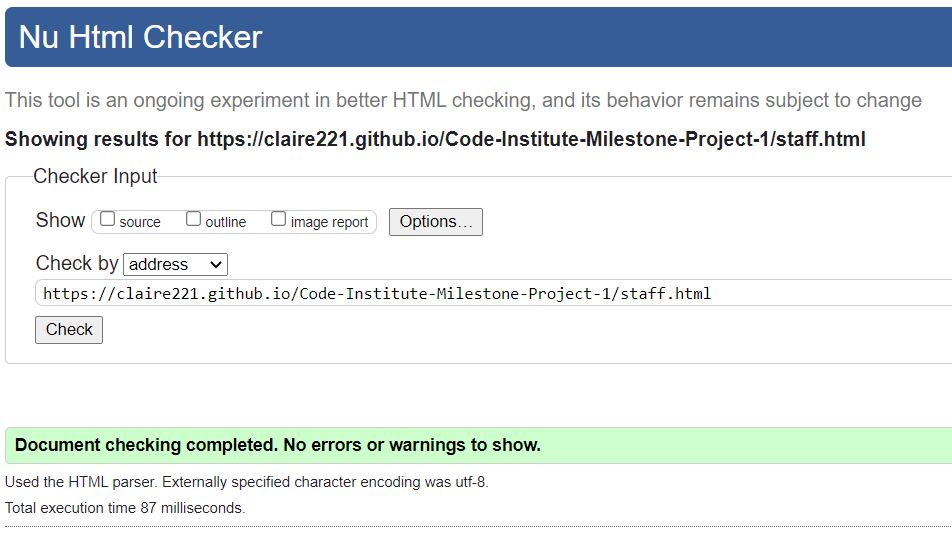 Nu Html Checker
This tool is an ongoing experiment in better HTML checking, and its behavior remains subject to change
Showing results for https://claire221.github.io/Code-Institute-Milestone-Project-1/staff.html
Checker Input
Show source outline image report Options…
Check by address
https://claire221.github.io/Code-Institute-Milestone-Project-1/staff.html
Check
Document checking completed. No errors or warnings to show.
Used the HTML parser. Externally specified character encoding was utf-8.
Total execution time 87 milliseconds.